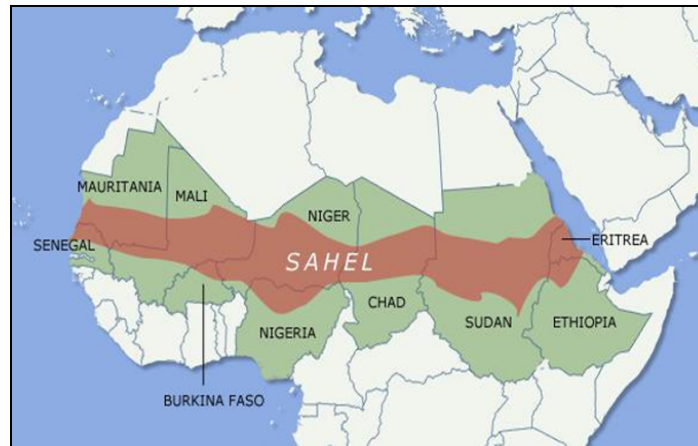 MAURITANIA
MALI
NIGER
SENEGAL
ERITREA
SAHEL
CHAD
NIGERIA
SUDAN
ETHIOPIA
BURKINA FASO